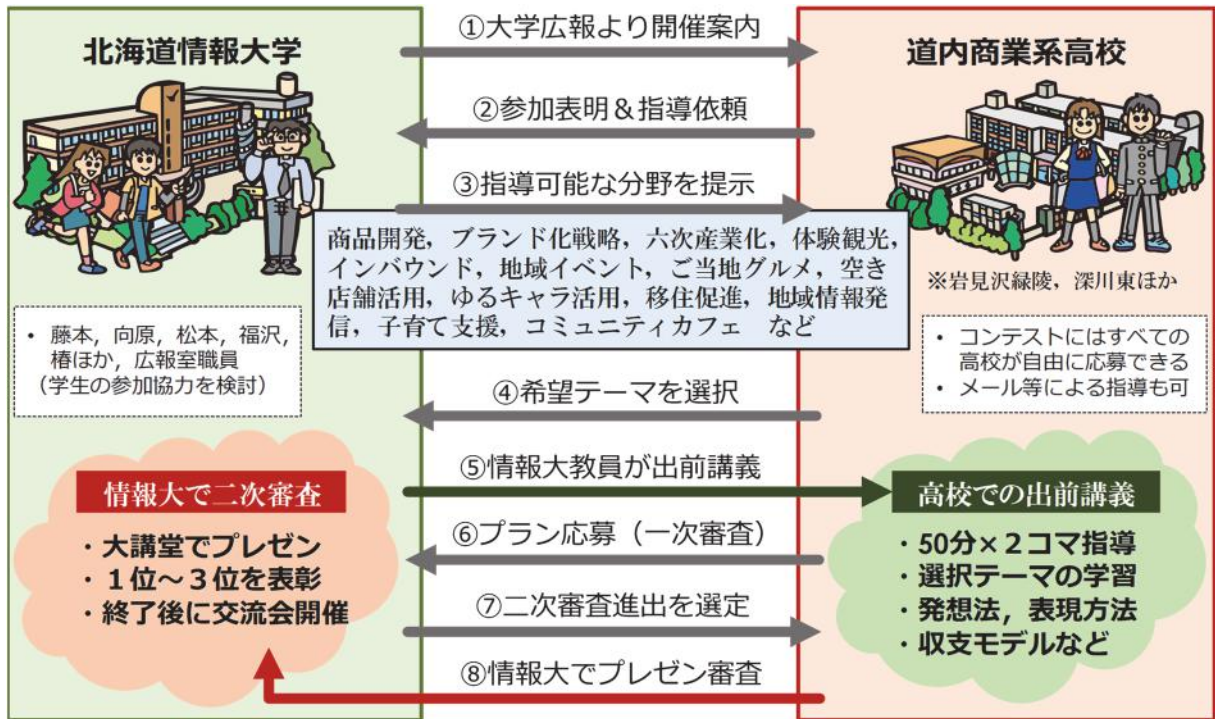 北海道情報大学
・ 藤本，向原，松本，福沢，
椿ほか，広報室職員
（学生の参加協力を検討）
情報大で二次審査
・大講堂でプレゼン
・１位～３位を表彰
・終了後に交流会開催
①大学広報より開催案内
②参加表明＆指導依頼
③指導可能な分野を提示
商品開発，ブランド化戦略，六次産業化，体験観光，
インバウンド，地域イベント，ご当地グルメ，空き
店舗活用，ゆるキャラ活用，移住促進，地域情報発
信，子育て支援，コミュニティカフェ　など
④希望テーマを選択
⑤情報大教員が出前講義
⑥プラン応募（一次審査）
⑦二次審査進出を選定
⑧情報大でプレゼン審査
道内商業系高校
※岩見沢緑陵，深川東ほか
・ コンテストにはすべての
高校が自由に応募できる
・ メール等による指導も可
高校での出前講義
・50分×２コマ指導
・選択テーマの学習
・発想法，表現方法
・収支モデルなど